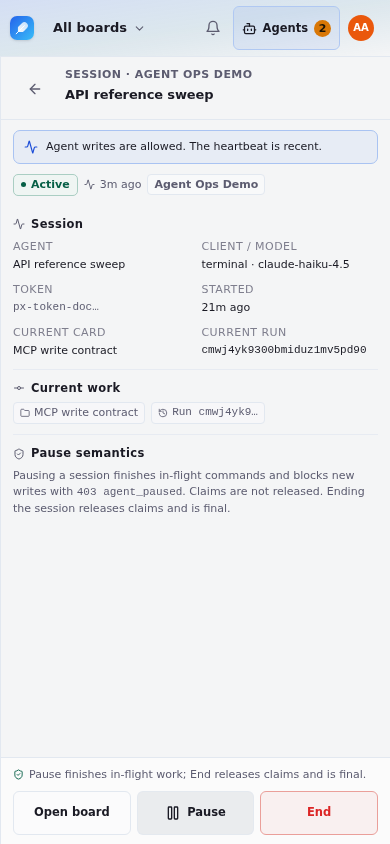 All boards
Agents 2
AA
SESSION · AGENT OPS DEMO
API reference sweep
Agent writes are allowed. The heartbeat is recent.
Active 3m ago Agent Ops Demo
Session
AGENT CLIENT / MODEL
API reference sweep terminal · claude-haiku-4.5
TOKEN STARTED
px-token-doc… 21m ago
CURRENT CARD CURRENT RUN
MCP write contract cmwj4yk9300bmiduz1mv5pd90
Current work
MCP write contract Run cmwj4yk9…
Pause semantics
Pausing a session finishes in-flight commands and blocks new
writes with 403 agent_paused. Claims are not released. Ending
the session releases claims and is final.
Pause finishes in-flight work; End releases claims and is final.
Open board Pause End